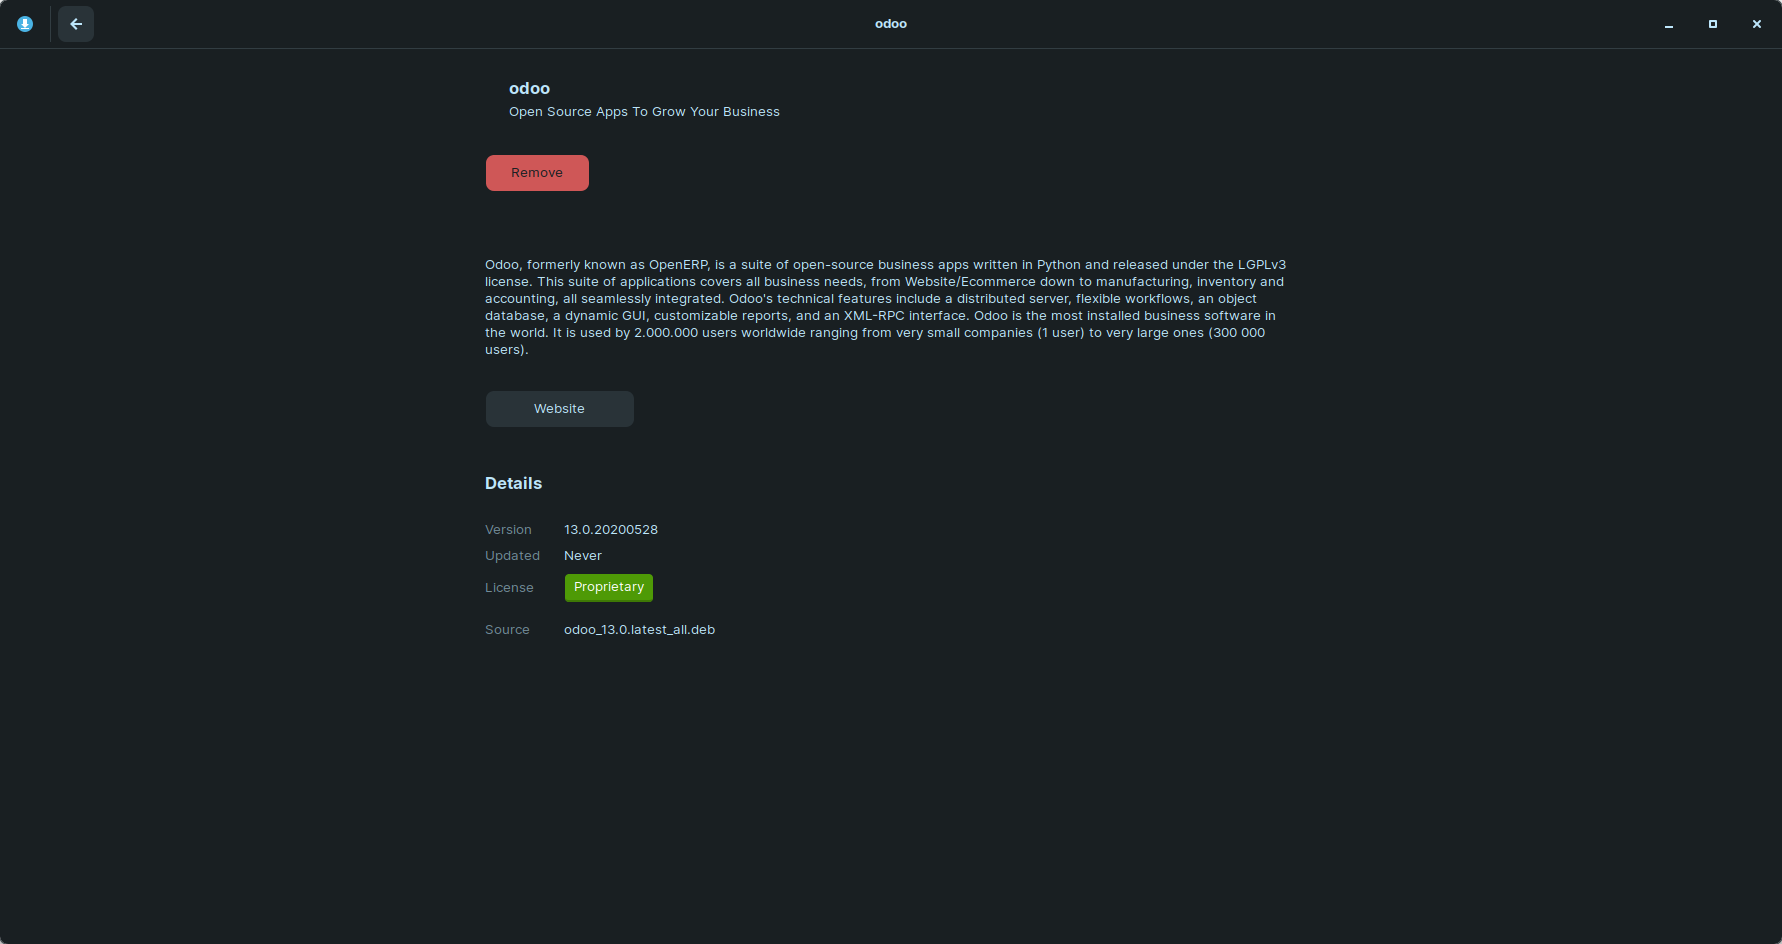 odoo
odoo
Open Source Apps To Grow Your Business
Remove
Odoo, formerly known as OpenERP, is a suite of open-source business apps written in Python and released under the LGPLv3
license. This suite of applications covers all business needs, from Website/Ecommerce down to manufacturing, inventory and
accounting, all seamlessly integrated. Odoo's technical features include a distributed server, flexible workflows, an object
database, a dynamic GUI, customizable reports, and an XML-RPC interface. Odoo is the most installed business software in
the world. It is used by 2.000.000 users worldwide ranging from very small companies (1 user) to very large ones (300 000
users).
Website
Details
Version 13.0.20200528
Updated Never
License Proprietary
Source odoo_13.0.latest_all.deb